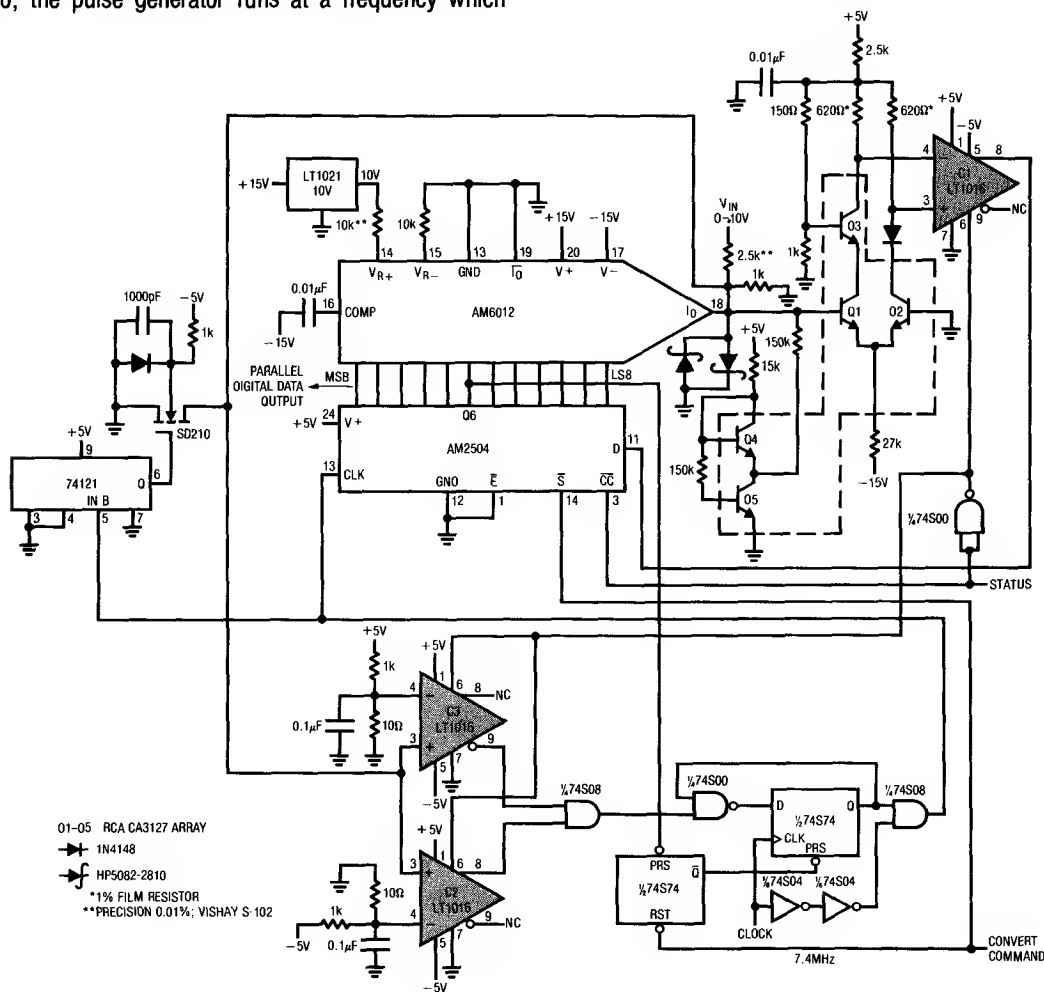 0, the pulse generator runs at a frequency which
+5V
2.5k
0.01µF
150Ω
620Ω*
620Ω*
+5V
-5V
1
5
8
4
C1
LT1016
3
6
9
NC
7
LT1021
10V
10V
+15V
10k**
10k
+15V
-15V
14
15
13
19
20
17
VR+
VR-
GND
I0
V+
V-
VIN
0-10V
2.5k**
1k
1k
Q3
0.01µF
16
COMP
-15V
AM6012
I0
18
Q1
Q2
+5V
150k
15k
1000pF
-5V
1k
PARALLEL
DIGITAL DATA
OUTPUT
MSB
LS8
Q6
24
V+
+5V
AM2504
D
11
13
CLK
GNO
E
S
CC
12
1
14
3
SD210
150k
Q4
O5
27k
-15V
+5V
9
74121
Q
6
IN B
3
4
5
7
¼74S00
STATUS
+5V
1k
+5V
1
4
6
8
NC
C3
LT1016
0.1µF
10Ω
3
9
7
5
-5V
¼74S08
¼74S00
D
Q
½74S74
CLK
PRS
¼74S08
+5V
1
6
8
3
C2
LT1016
10Ω
1k
4
9
NC
-5V
0.1µF
5
7
-5V
PRS
½74S74
Q
RST
⅙74S04
⅙74S04
CLOCK
7.4MHz
CONVERT
COMMAND
01-05 RCA CA3127 ARRAY
1N4148
HP5082-2810
*1% FILM RESISTOR
**PRECISION 0.01%; VISHAY S-102